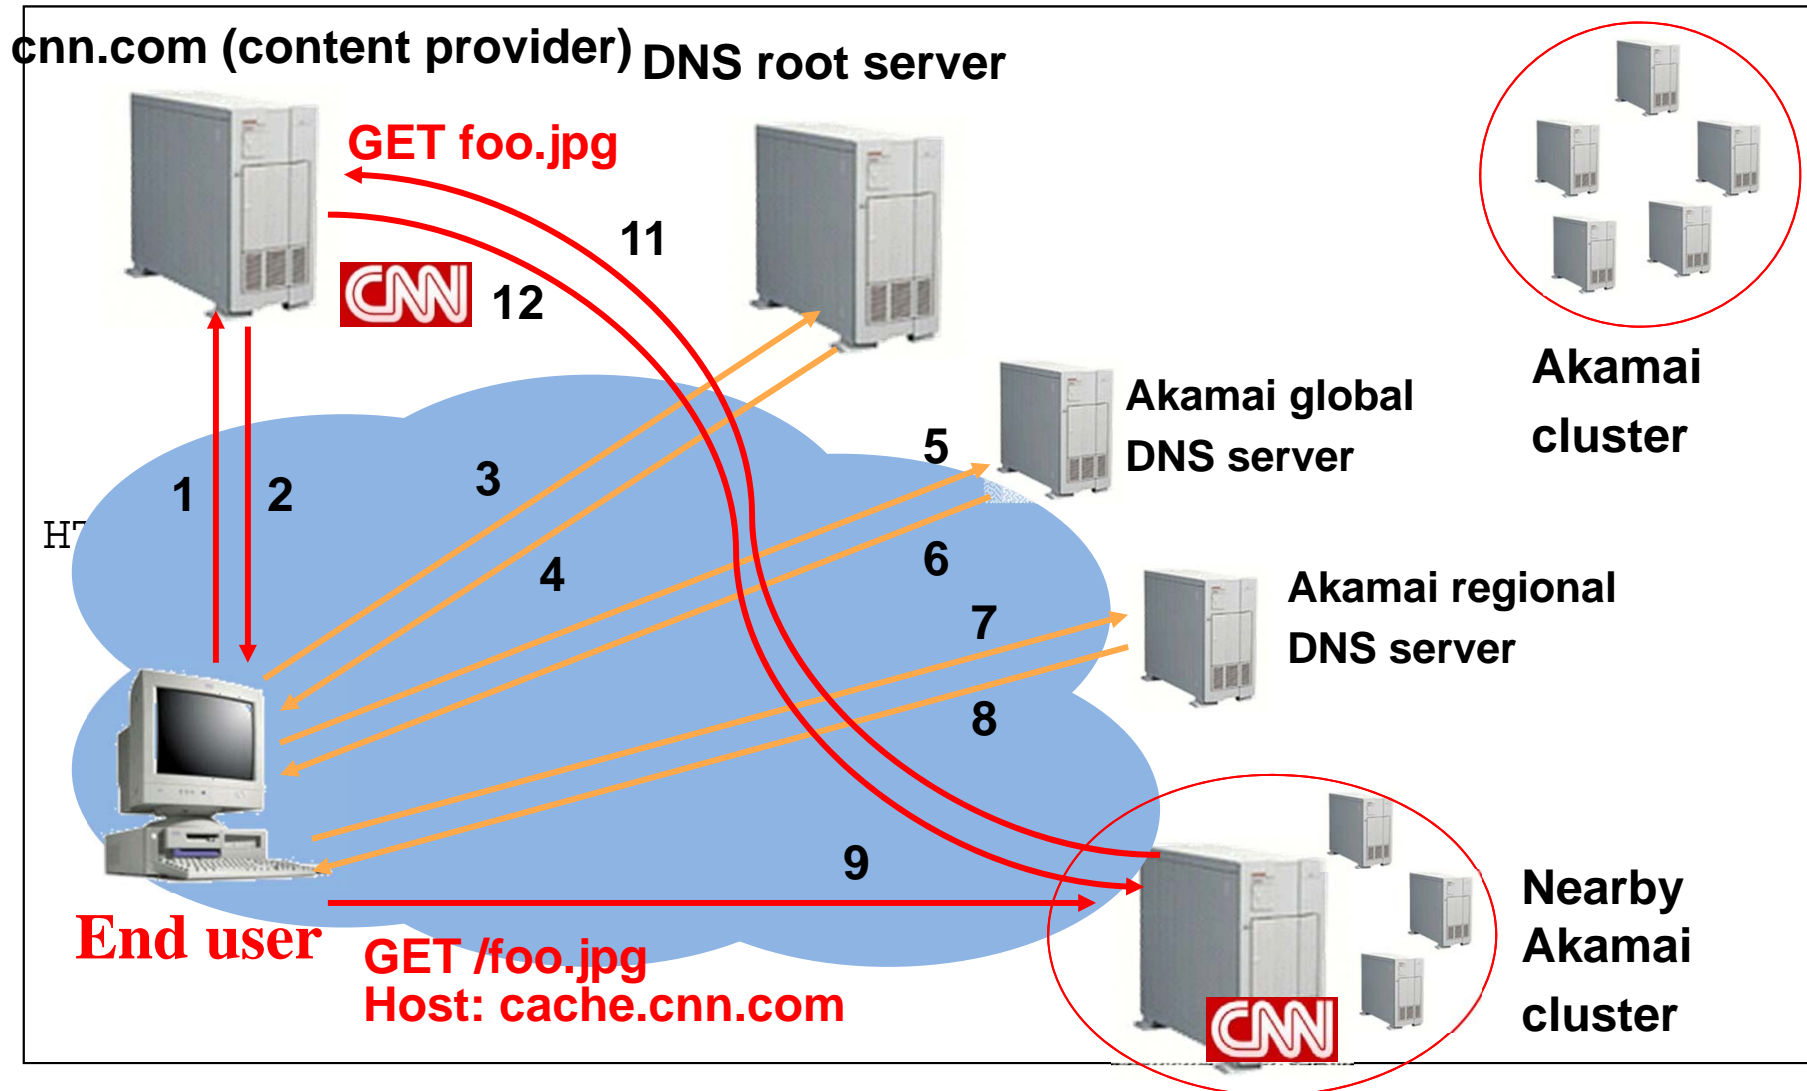 cnn.com (content provider)
DNS root server
GET foo.jpg
11
CNN
12
Akamai
cluster
Akamai global
DNS server
5
3
1
2
4
6
Akamai regional
DNS server
7
8
9
End user
GET /foo.jpg
Host: cache.cnn.com
Nearby
Akamai
cluster
CNN